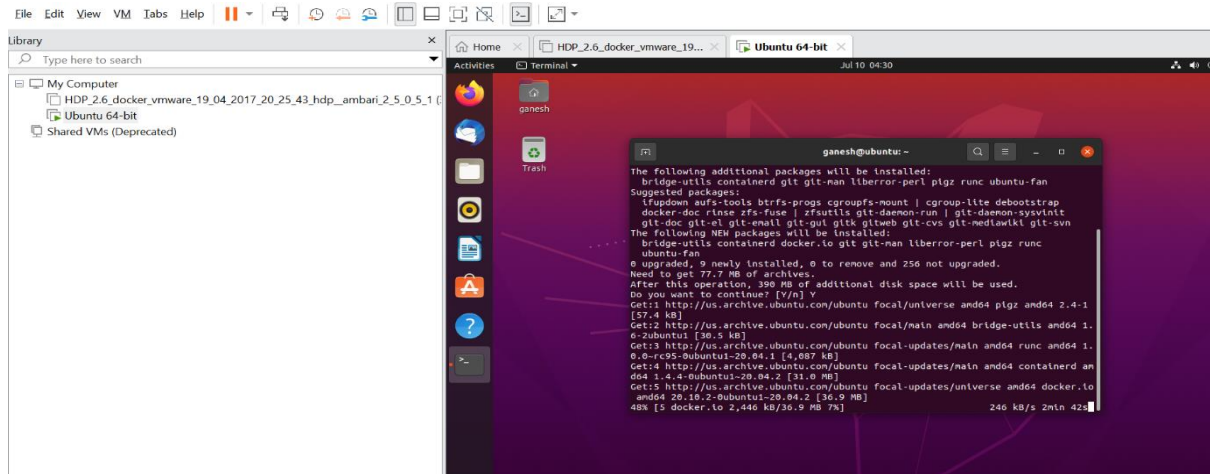 File Edit View VM Tabs Help
Library
Type here to search
My Computer
HDP_2.6_docker_vmware_19_04_2017_20_25_43_hdp__ambari_2_5_0_5_1 (
Ubuntu 64-bit
Shared VMs (Deprecated)
Home HDP_2.6_docker_vmware_19... Ubuntu 64-bit
Activities Terminal Jul 10 04:30
ganesh
Trash
ganesh@ubuntu: ~
The following additional packages will be installed:
bridge-utils containerd git git-man liberror-perl pigz runc ubuntu-fan
Suggested packages:
ifupdown aufs-tools btrfs-progs cgroupfs-mount | cgroup-lite debootstrap
docker-doc rinse zfs-fuse | zfsutils git-daemon-run | git-daemon-sysvinit
git-doc git-el git-email git-gui gitk gitweb git-cvs git-mediawiki git-svn
The following NEW packages will be installed:
bridge-utils containerd docker.io git git-man liberror-perl pigz runc
ubuntu-fan
0 upgraded, 9 newly installed, 0 to remove and 256 not upgraded.
Need to get 77.7 MB of archives.
After this operation, 390 MB of additional disk space will be used.
Do you want to continue? [Y/n] Y
Get:1 http://us.archive.ubuntu.com/ubuntu focal/universe amd64 pigz amd64 2.4-1
[57.4 kB]
Get:2 http://us.archive.ubuntu.com/ubuntu focal/main amd64 bridge-utils amd64 1.
6-2ubuntu1 [30.5 kB]
Get:3 http://us.archive.ubuntu.com/ubuntu focal-updates/main amd64 runc amd64 1.
0.0~rc95-0ubuntu1~20.04.1 [4,087 kB]
Get:4 http://us.archive.ubuntu.com/ubuntu focal-updates/main amd64 containerd am
d64 1.4.4-0ubuntu1~20.04.2 [31.0 MB]
Get:5 http://us.archive.ubuntu.com/ubuntu focal-updates/universe amd64 docker.io
amd64 20.10.2-0ubuntu1~20.04.2 [36.9 MB]
48% [5 docker.io 2,446 kB/36.9 MB 7%] 246 kB/s 2min 42s